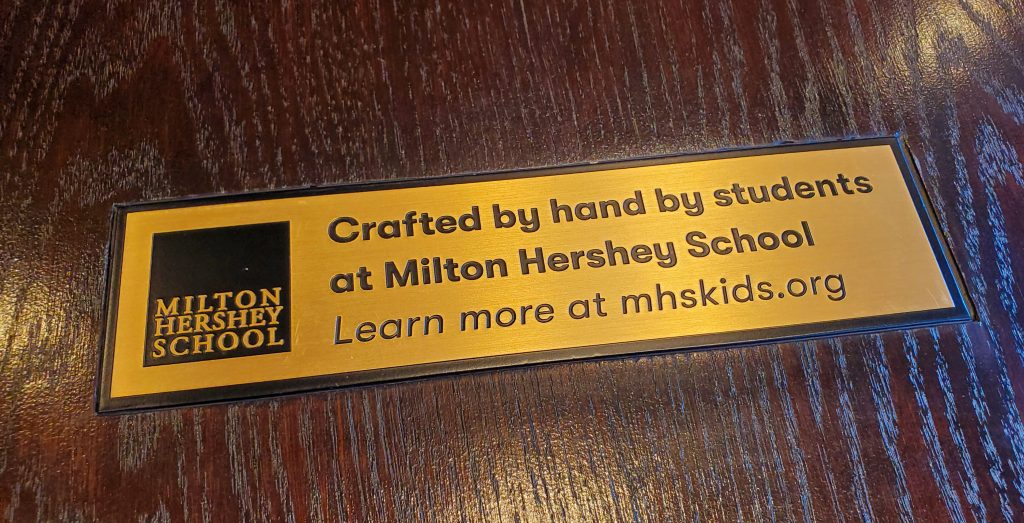 MILTON
HERSHEY
SCHOOL
Crafted by hand by students
at Milton Hershey School
Learn more at mhskids.org